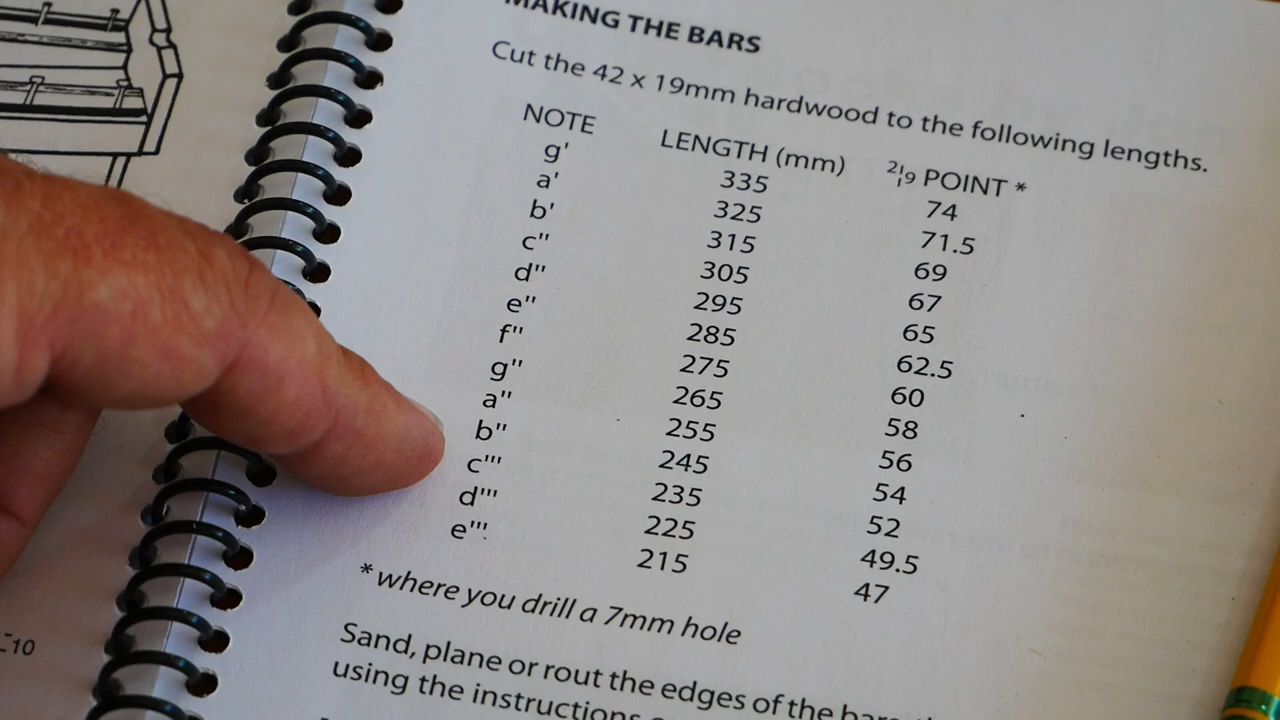 MAKING THE BARS
Cut the 42 x 19mm hardwood to the following lengths.
NOTE LENGTH (mm) 2/9 POINT *
g' 335 74
a' 325 71.5
b' 315 69
c'' 305 67
d'' 295 65
e'' 285 62.5
f'' 275 60
g'' 265 58
a'' 255 56
b'' 245 54
c''' 235 52
d''' 225 49.5
e''' 215 47
* where you drill a 7mm hole
Sand, plane or rout the edges of the bars
using the instructions
10